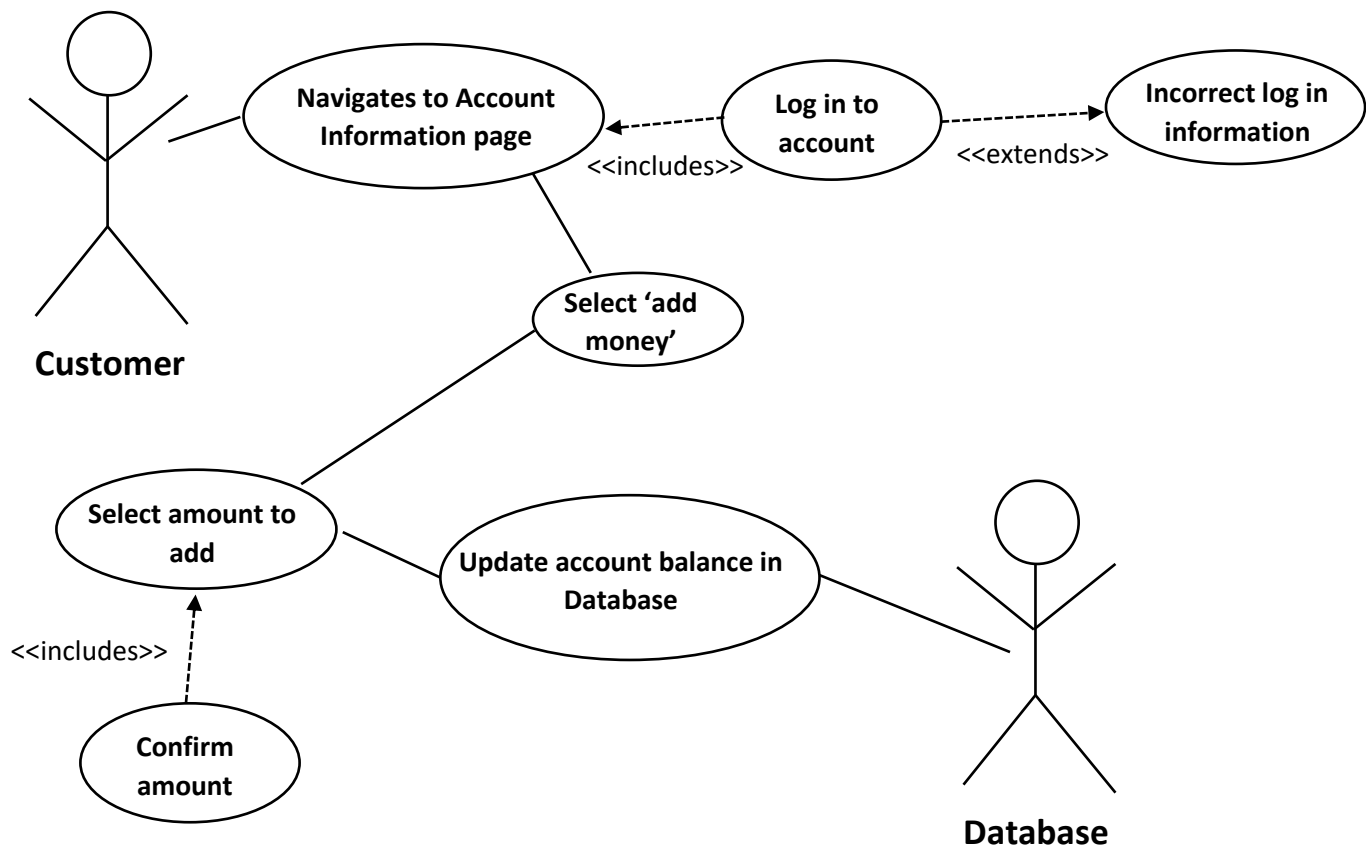 Navigates to Account
Information page
Log in to
account
Incorrect log in
information
<<includes>>
<<extends>>
Select ‘add
money’
Customer
Select amount to
add
Update account balance in
Database
<<includes>>
Confirm
amount
Database